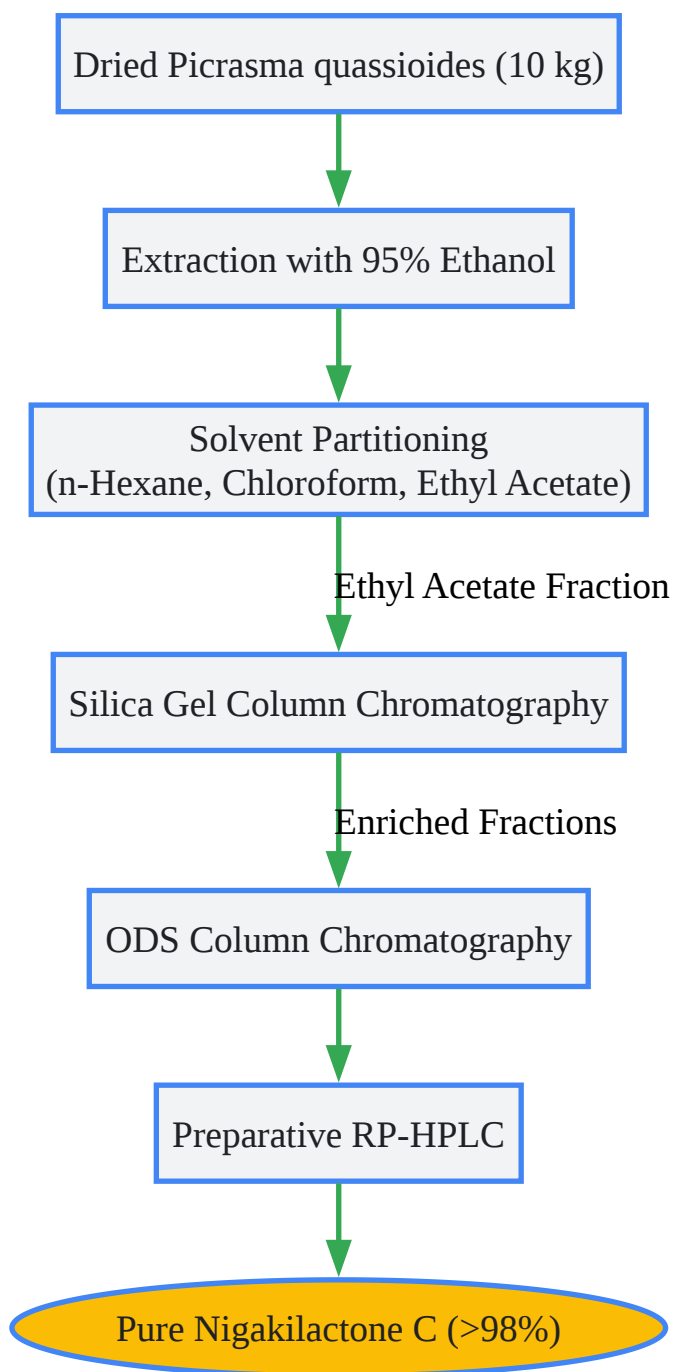 Dried Picrasma quassioides (10 kg)
Extraction with 95% Ethanol
Solvent Partitioning
(n-Hexane, Chloroform, Ethyl Acetate)
Ethyl Acetate Fraction
Silica Gel Column Chromatography
Enriched Fractions
ODS Column Chromatography
Preparative RP-HPLC
Pure Nigakilactone C (>98%)